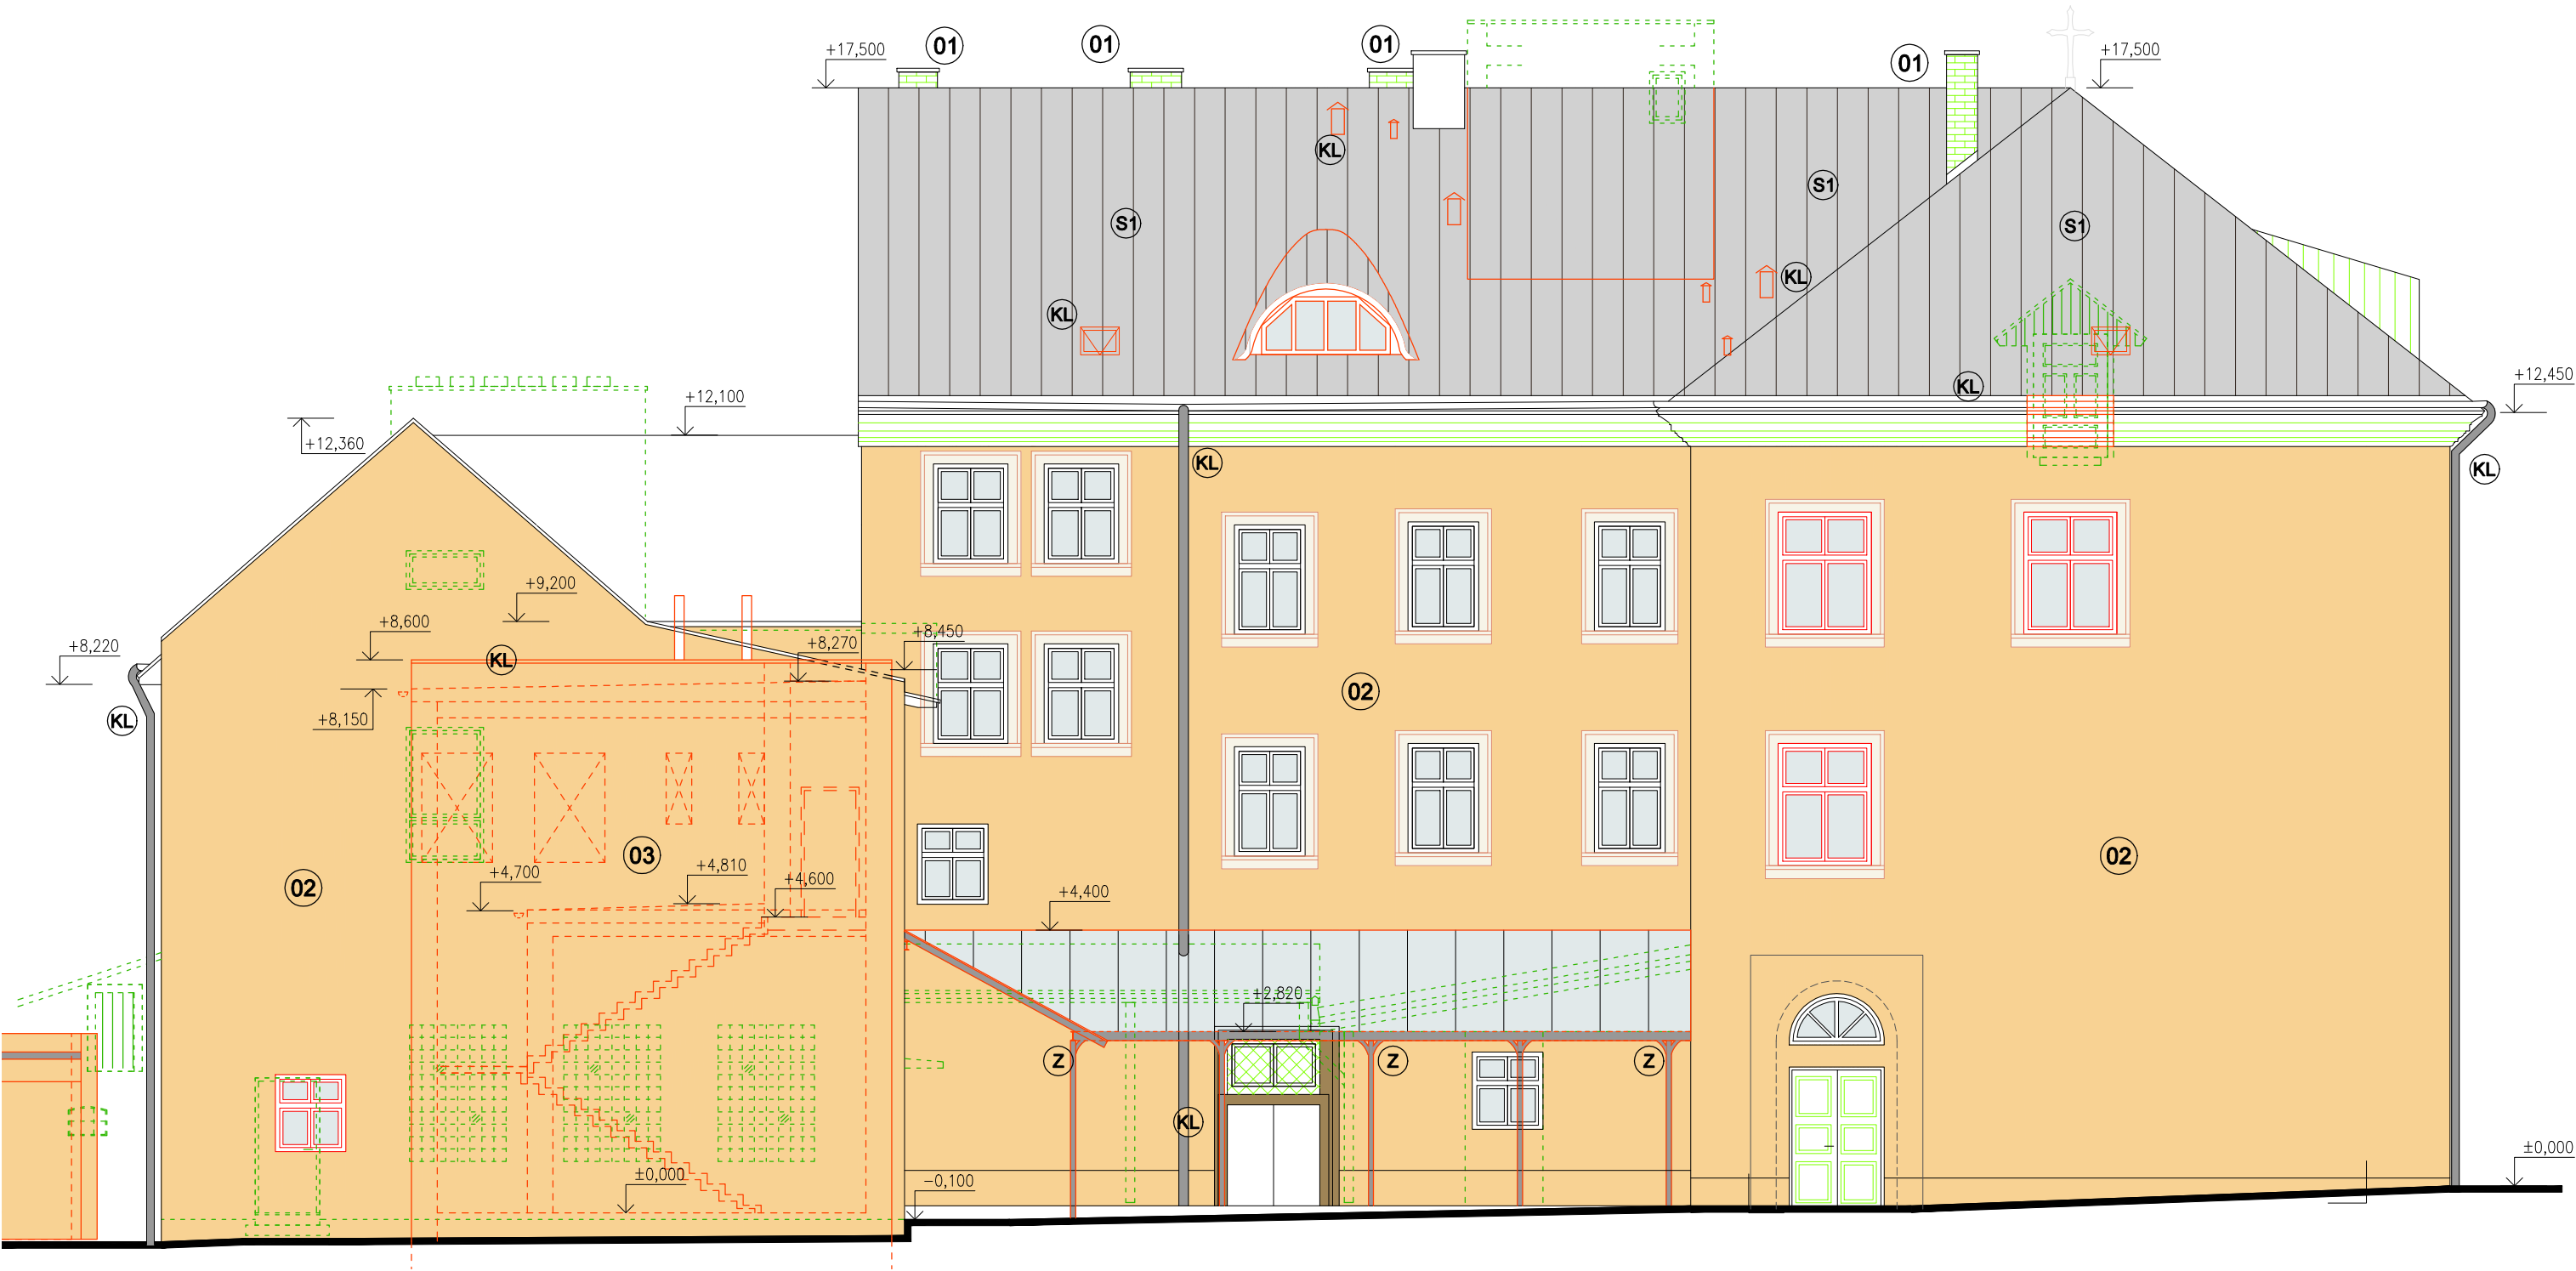 +17,500
01
01
01
01
+17,500
KL
S1
S1
S1
KL
KL
KL
+12,450
+12,100
+12,360
KL
KL
+9,200
+8,600
+8,450
+8,270
+8,220
KL
+8,150
KL
02
03
02
02
+4,700
+4,810
+4,600
+4,400
+2,820
Z
Z
Z
KL
±0,000
-0,100
±0,000